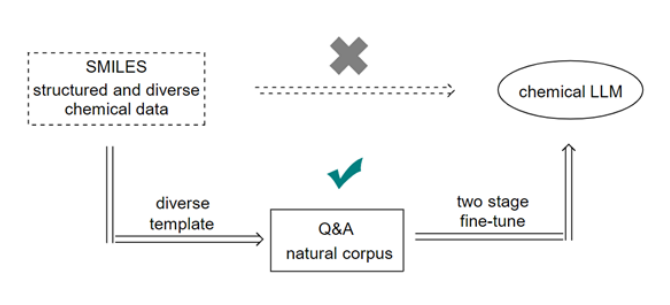 SMILES
structured and diverse
chemical data
chemical LLM
diverse
template
Q&A
natural corpus
two stage
fine-tune